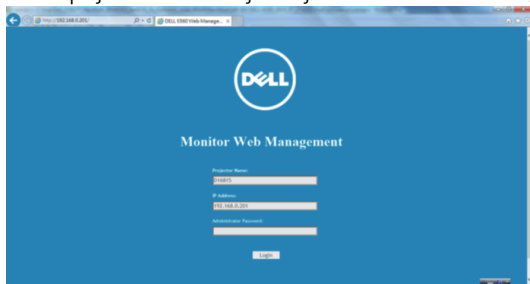 http://192.168.0.201/
DELL S560 Web Manage...
DELL
Monitor Web Management
Projector Name:
IP Address:
192.168.0.201
Administrator Password:
Login